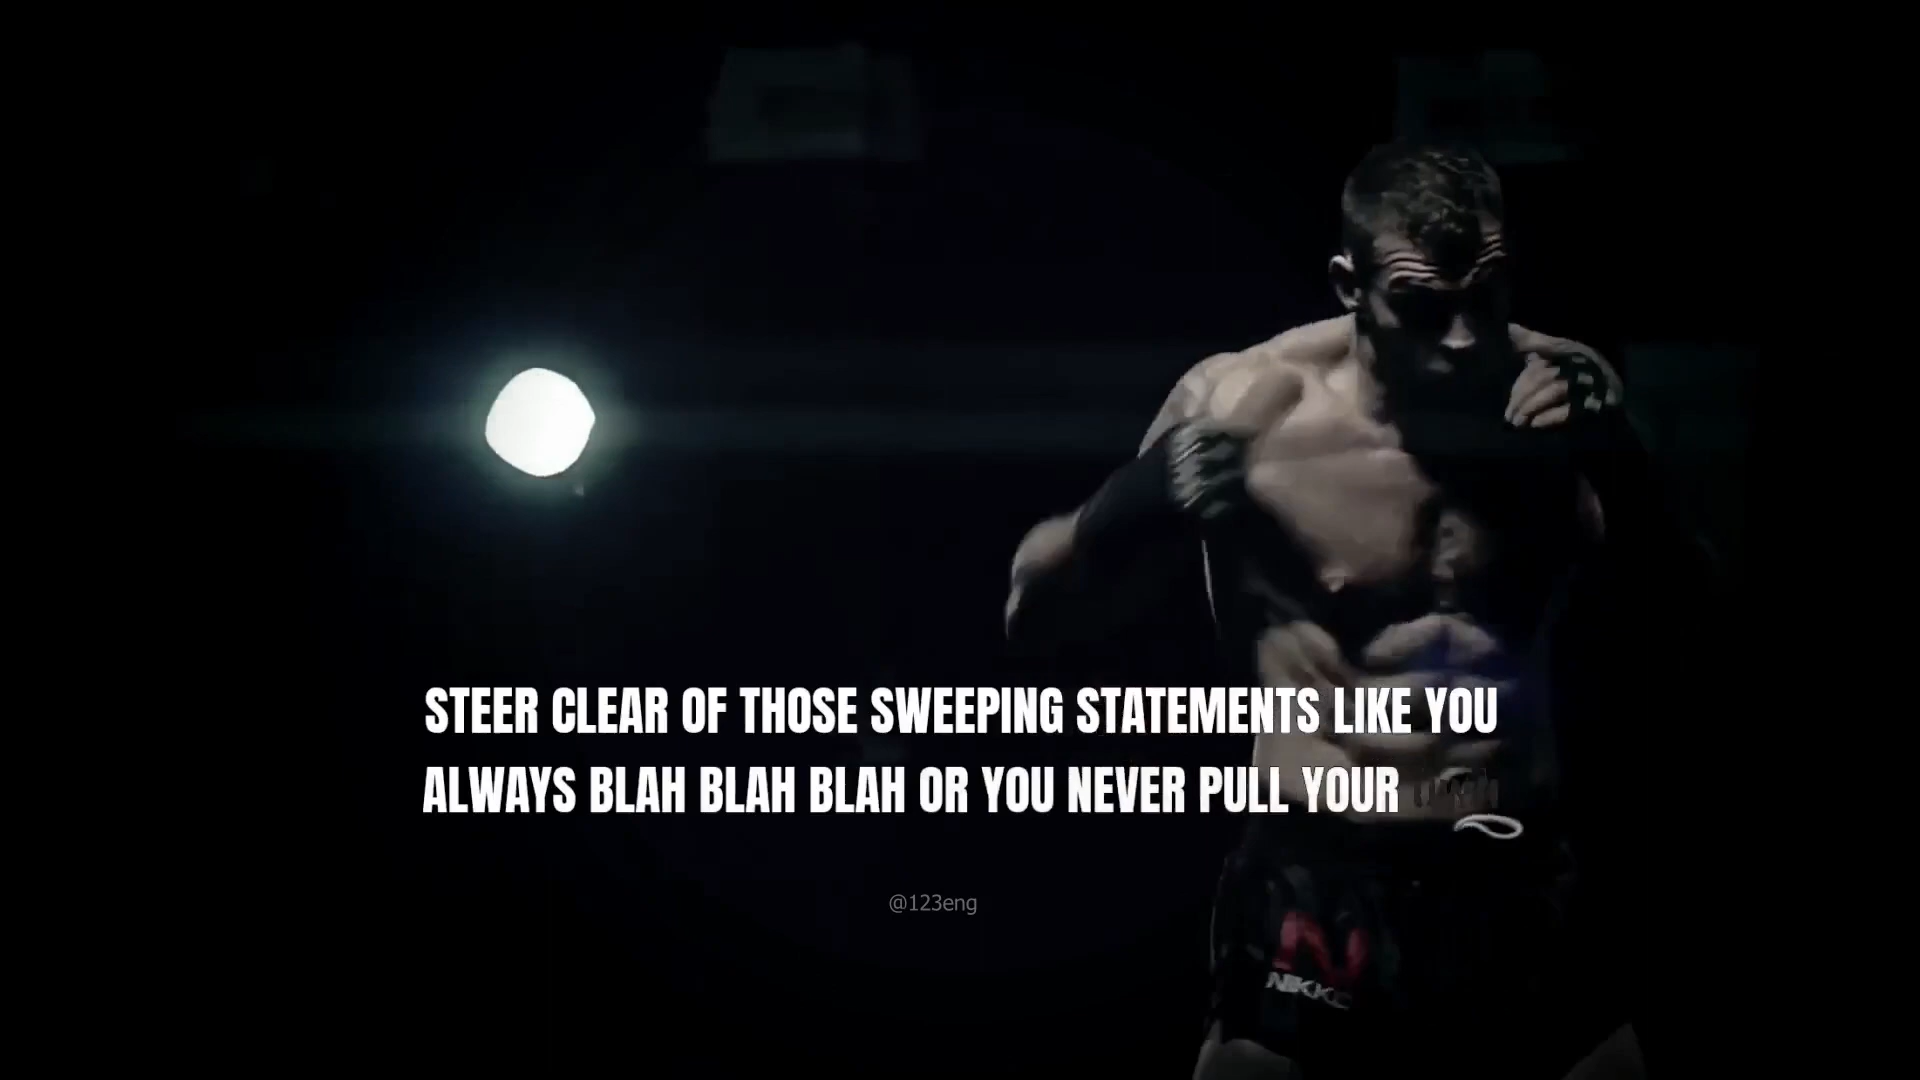 STEER CLEAR OF THOSE SWEEPING STATEMENTS LIKE YOU
ALWAYS BLAH BLAH BLAH OR YOU NEVER PULL YOUR
@123eng